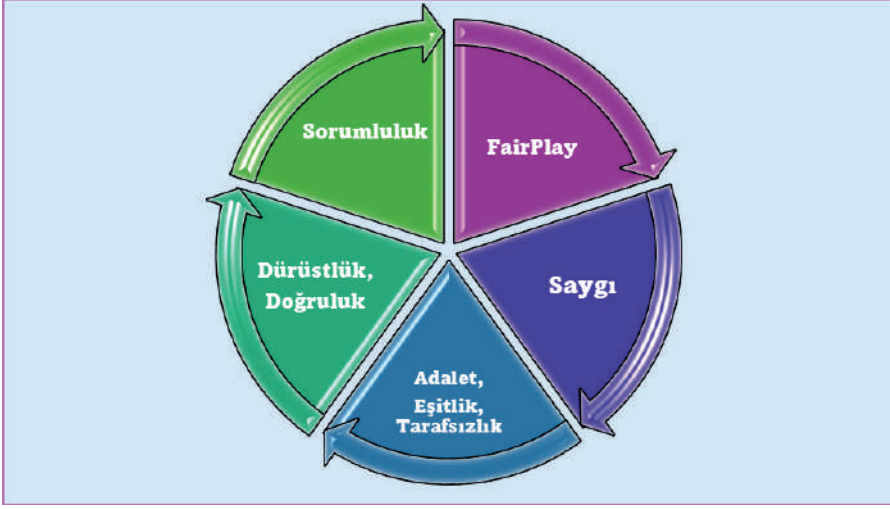 Sorumluluk
FairPlay
Saygı
Adalet,
Eşitlik,
Tarafsızlık
Dürüstlük,
Doğruluk